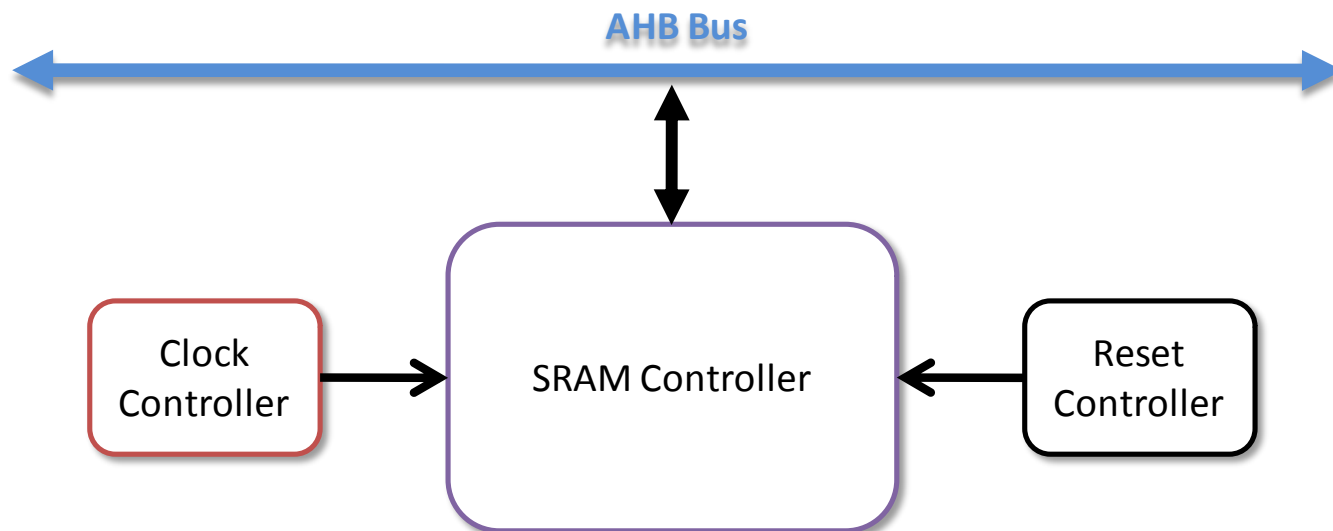 AHB Bus
Clock
Controller
SRAM Controller
Reset
Controller